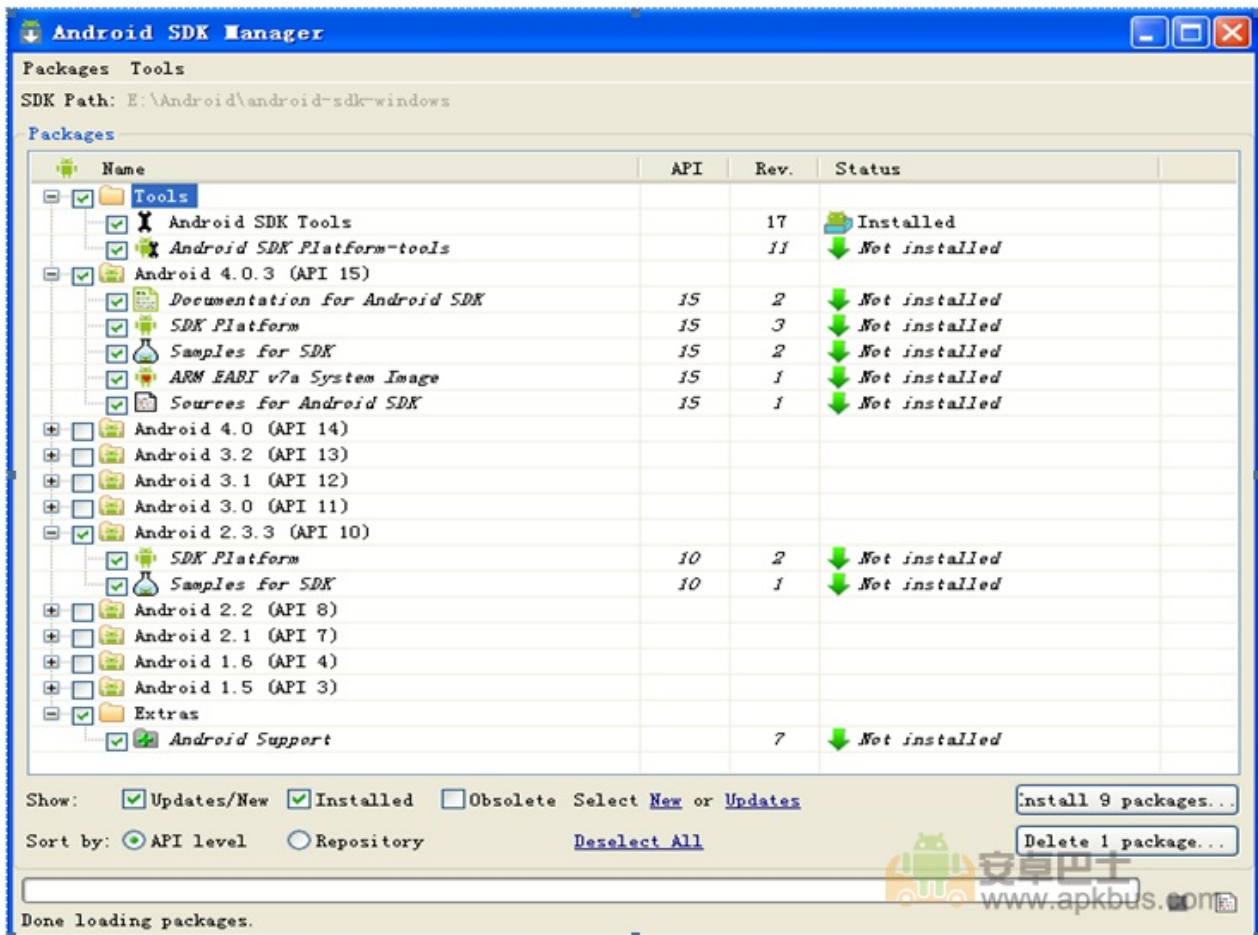 Android SDK Manager
Packages Tools
SDK Path: E:\Android\android-sdk-windows
Packages
Name API Rev. Status
Tools
Android SDK Tools 17 Installed
Android SDK Platform-tools 11 Not installed
Android 4.0.3 (API 15)
Documentation for Android SDK 15 2 Not installed
SDK Platform 15 3 Not installed
Samples for SDK 15 2 Not installed
ARM EABI v7a System Image 15 1 Not installed
Sources for Android SDK 15 1 Not installed
Android 4.0 (API 14)
Android 3.2 (API 13)
Android 3.1 (API 12)
Android 3.0 (API 11)
Android 2.3.3 (API 10)
SDK Platform 10 2 Not installed
Samples for SDK 10 1 Not installed
Android 2.2 (API 8)
Android 2.1 (API 7)
Android 1.6 (API 4)
Android 1.5 (API 3)
Extras
Android Support 7 Not installed
Show: Updates/New Installed Obsolete Select New or Updates Install 9 packages...
Sort by: API level Repository Deselect All Delete 1 package...
安卓巴士
www.apkbus.com
Done loading packages.